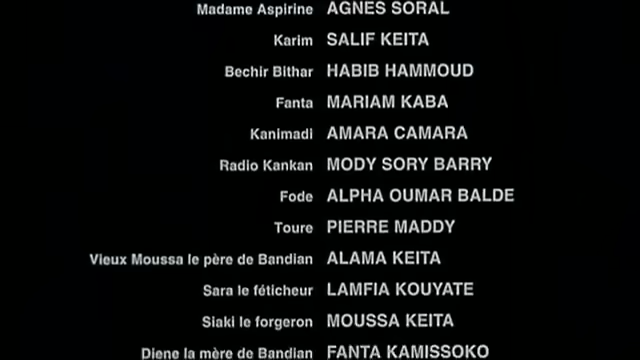 Madame Aspirine AGNES SORAL
Karim SALIF KEITA
Bechir Bithar HABIB HAMMOUD
Fanta MARIAM KABA
Kanimadi AMARA CAMARA
Radio Kankan MODY SORY BARRY
Fode ALPHA OUMAR BALDE
Toure PIERRE MADDY
Vieux Moussa le père de Bandian ALAMA KEITA
Sara le féticheur LAMFIA KOUYATE
Siaki le forgeron MOUSSA KEITA
Diene la mère de Bandian FANTA KAMISSOKO